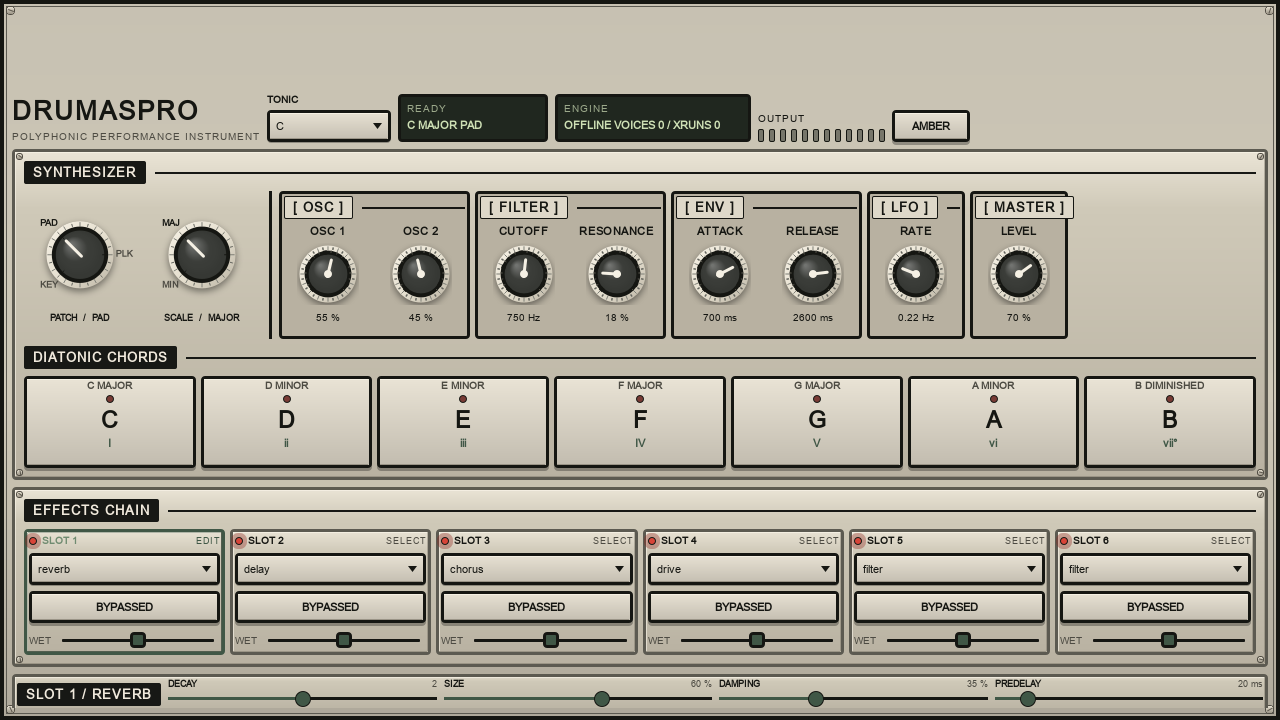 DRUMASPRO
POLYPHONIC PERFORMANCE INSTRUMENT
TONIC
C
READY
C MAJOR PAD
ENGINE
OFFLINE VOICES 0 / XRUNS 0
OUTPUT
AMBER
SYNTHESIZER
PAD
PLK
KEY
PATCH / PAD
MAJ
MIN
SCALE / MAJOR
[ OSC ]
OSC 1
OSC 2
55 %
45 %
[ FILTER ]
CUTOFF
RESONANCE
750 Hz
18 %
[ ENV ]
ATTACK
RELEASE
700 ms
2600 ms
[ LFO ]
RATE
0.22 Hz
[ MASTER ]
LEVEL
70 %
DIATONIC CHORDS
C MAJOR
C
I
D MINOR
D
ii
E MINOR
E
iii
F MAJOR
F
IV
G MAJOR
G
V
A MINOR
A
vi
B DIMINISHED
B
vii°
EFFECTS CHAIN
SLOT 1 EDIT
reverb
BYPASSED
WET
SLOT 2 SELECT
delay
BYPASSED
WET
SLOT 3 SELECT
chorus
BYPASSED
WET
SLOT 4 SELECT
drive
BYPASSED
WET
SLOT 5 SELECT
filter
BYPASSED
WET
SLOT 6 SELECT
filter
BYPASSED
WET
SLOT 1 / REVERB
DECAY 2
SIZE 60 %
DAMPING 35 %
PREDELAY 20 ms